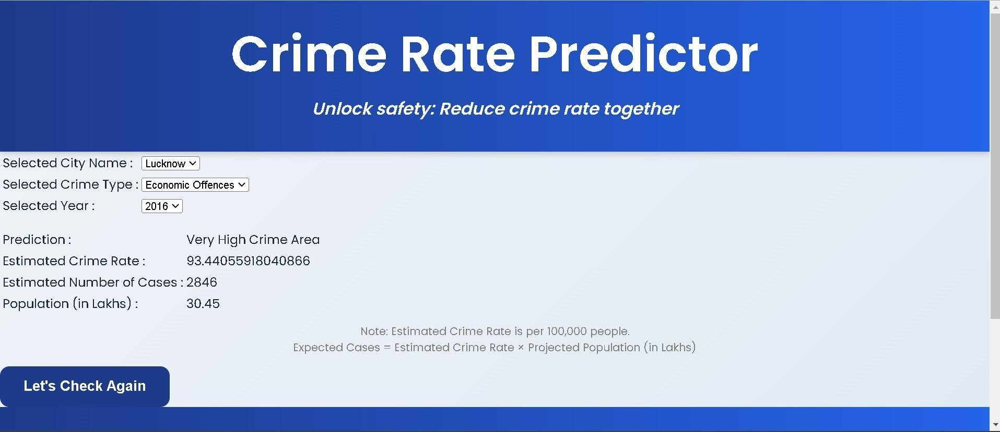 Crime Rate Predictor
Unlock safety: Reduce crime rate together
Selected City Name : Lucknow
Selected Crime Type : Economic Offences
Selected Year : 2016
Prediction : Very High Crime Area
Estimated Crime Rate : 93.44055918040866
Estimated Number of Cases : 2846
Population (in Lakhs) : 30.45
Note: Estimated Crime Rate is per 100,000 people.
Expected Cases = Estimated Crime Rate × Projected Population (in Lakhs)
Let's Check Again